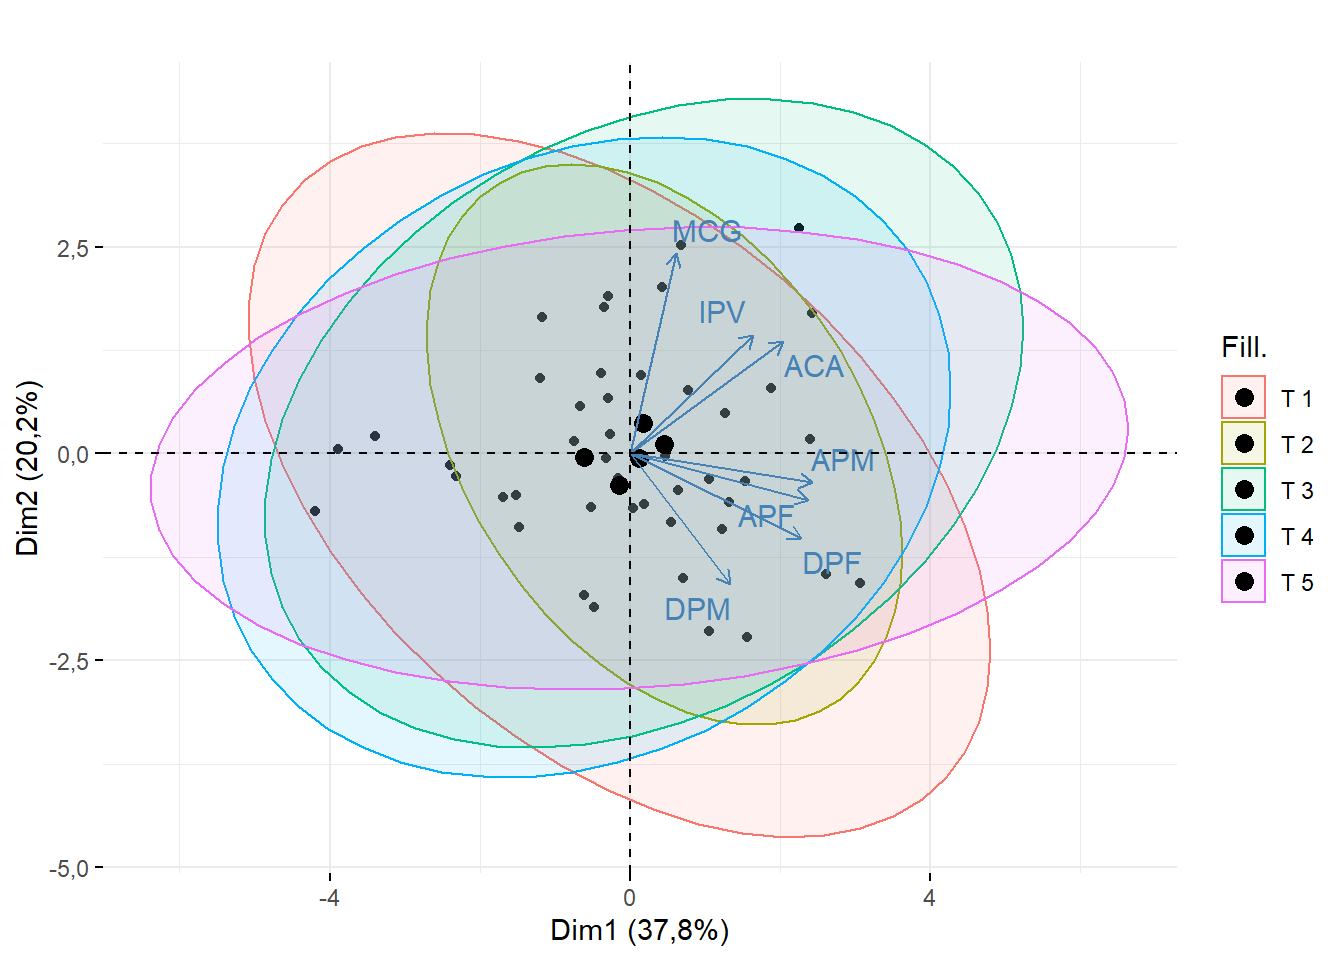 MCG
IPV
ACA
APM
APF
DPF
DPM
2,5
0,0
-2,5
-5,0
-4
0
4
Dim1 (37,8%)
Dim2 (20,2%)
Fill.
T 1
T 2
T 3
T 4
T 5